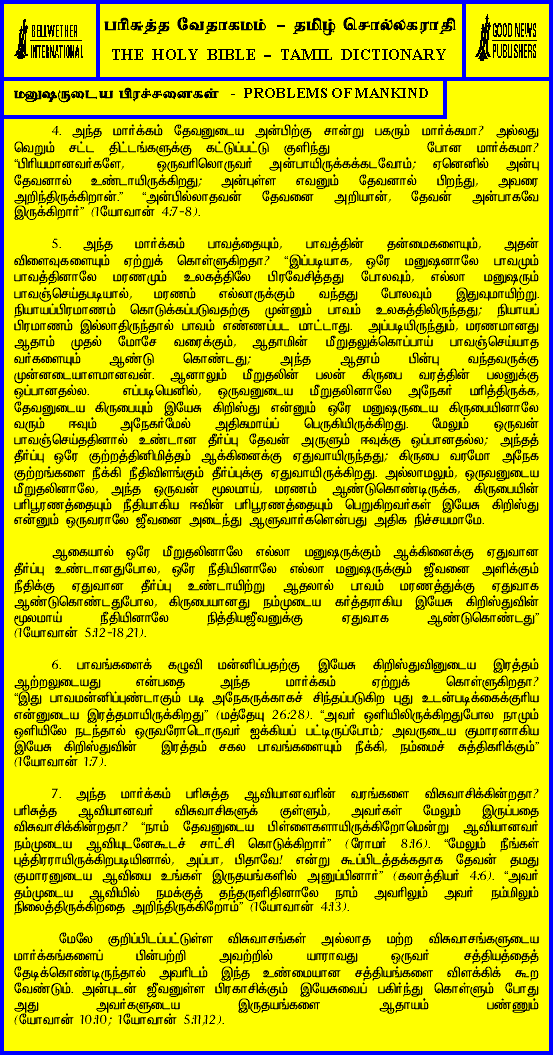 BELLWETHER
INTERNATIONAL
பரிசுத்த வேதாகமம் – தமிழ் சொல்லகராதி
THE HOLY BIBLE – TAMIL DICTIONARY
GOOD NEWS
PUBLISHERS
மனுஷருடைய பிரச்சனைகள் - PROBLEMS OF MANKIND
4. அந்த மார்க்கம் தேவனுடைய அன்பிற்கு சான்று பகரும் மார்க்கமா? அல்லது
வெறும் சட்ட திட்டங்களுக்கு கட்டுப்பட்டு குளிந்து போன மார்க்கமா?
“பிரியமானவர்களே, ஒருவரிலொருவர் அன்பாயிருக்கக்கடவோம்; ஏனெனில் அன்பு
தேவனால் உண்டாயிருக்கிறது; அன்புள்ள எவனும் தேவனால் பிறந்து, அவரை
அறிந்திருக்கிறான்.” “அன்பில்லாதவன் தேவனை அறியான், தேவன் அன்பாகவே
இருக்கிறார்” (1யோவான் 4:7-8).
5. அந்த மார்க்கம் பாவத்தையும், பாவத்தின் தன்மைகளையும், அதன்
விளைவுகளையும் ஏற்றுக் கொள்ளுகிறதா? “இப்படியாக, ஒரே மனுஷனாலே பாவமும்
பாவத்தினாலே மரணமும் உலகத்திலே பிரவேசித்தது போலவும், எல்லா மனுஷரும்
பாவஞ்செய்தபடியால், மரணம் எல்லாருக்கும் வந்தது போலவும் இதுவுமாயிற்று.
நியாயப்பிரமாணம் கொடுக்கப்படுவதற்கு முன்னும் பாவம் உலகத்திலிருந்தது; நியாயப்
பிரமாணம் இல்லாதிருந்தால் பாவம் எண்ணப்பட மாட்டாது. அப்படியிருந்தும், மரணமானது
ஆதாம் முதல் மோசே வரைக்கும், ஆதாமின் மீறதலுக்கொப்பாய் பாவஞ்செய்யாத
வர்களையும் ஆண்டு கொண்டது; அந்த ஆதாம் பின்பு வந்தவருக்கு
முன்னடையாளமானவன். ஆனாலும் மீறுதலின் பலன் கிருபை வரத்தின் பலனுக்கு
ஒப்பானதல்ல. எப்படியெனில், ஒருவனுடைய மீறுதலினாலே அநேகர் மரித்திருக்க,
தேவனுடைய கிருபையும் இயேசு கிறிஸ்து என்னும் ஒரே மனுஷருடைய கிருபையினாலே
வரும் ஈவும் அநேகர்மேல் அதிகமாய்ப் பெருகியிருக்கிறது. மேலும் ஒருவன்
பாவஞ்செய்ததினால் உண்டான தீர்ப்பு தேவன் அருளும் ஈவுக்கு ஒப்பானதல்ல; அந்தத்
தீர்ப்பு ஒரே குற்றத்தினிமித்தம் ஆக்கினைக்கு ஏதுவாயிருந்தது; கிருபை வரமோ அநேக
குற்றங்களை நீக்கி நீதிவிளங்கும் தீர்ப்புக்கு ஏதுவாயிருக்கிறது. அல்லாமலும், ஒருவனுடைய
மீறுதலினாலே, அந்த ஒருவன் மூலமாய், மரணம் ஆண்டுகொண்டிருக்க, கிருபையின்
பரிபூரணத்தையும் நீதியாகிய ஈவின் பரிபூரணத்தையும் பெறுகிறவர்கள் இயேசு கிறிஸ்து
என்னும் ஒருவராலே ஜீவனை அடைந்து ஆளுவார்களென்பது அதிக நிச்சயமாமே.
ஆகையால் ஒரே மீறுதலினாலே எல்லா மனுஷருக்கும் ஆக்கினைக்கு ஏதுவான
தீர்ப்பு உண்டானதுபோல, ஒரே நீதியினாலே எல்லா மனுஷருக்கும் ஜீவனை அளிக்கும்
நீதிக்கு ஏதுவான தீர்ப்பு உண்டாயிற்று ஆதலால் பாவம் மரணத்துக்கு ஏதுவாக
ஆண்டுகொண்டதுபோல, கிருபையானது நம்முடைய கர்த்தராகிய இயேசு கிறிஸ்துவின்
மூலமாய் நீதியினாலே நித்தியஜீவனுக்கு ஏதுவாக ஆண்டுகொண்டது”
(1யோவான் 5:12-18,21).
6. பாவங்களைக் கழுவி மன்னிப்பதற்கு இயேசு கிறிஸ்துவினுடைய இரத்தம்
ஆற்றலுடையது என்பதை அந்த மார்க்கம் ஏற்றுக் கொள்ளுகிறதா?
“இது பாவமன்னிப்புண்டாகும் படி அநேகருக்காகச் சிந்தப்படுகிற புது உடன்படிக்கைக்குரிய
என்னுடைய இரத்தமாயிருக்கிறது” (மத்தேயு 26:28). “அவர் ஒளியிலிருக்கிறதுபோல நாமும்
ஒளியிலே நடந்தால் ஒருவரோடொருவர் ஐக்கியப் பட்டிருப்போம்; அவருடைய குமாரனாகிய
இயேசு கிறிஸ்துவின் இரத்தம் சகல பாவங்களையும் நீக்கி, நம்மைச் சுத்திகரிக்கும்”
(1யோவான் 1:7).
7. அந்த மார்க்கம் பரிசுத்த ஆவியானவரின் வரங்களை விசுவாசிக்கின்றதா?
பரிசுத்த ஆவியானவர் விசுவாசிகளுக் குள்ளும், அவர்கள் மேலும் இருப்பதை
விசுவாசிக்கின்றதா? “நாம் தேவனுடைய பிள்ளைகளாயிருக்கிறோமென்று ஆவியானவர்
நம்முடைய ஆவியுடனேகூடச் சாட்சி கொடுக்கிறார்” (ரோமர் 8:16). “மேலும் நீங்கள்
புத்திரராயிருக்கிறபடியினால், அப்பா, பிதாவே! என்று கூப்பிடத்தக்கதாக தேவன் தமது
குமாரனுடைய ஆவியை உங்கள் இருதயங்களில் அனுப்பினார்” (கலாத்தியர் 4:6). “அவர்
தம்முடைய ஆவியில் நமக்குத் தந்தருளிதினாலே நாம் அவரிலும் அவர் நம்மிலும்
நிலைத்திருக்கிறதை அறிந்திருக்கிறோம்” (1யோவான் 4:13).
மேலே குறிப்பிடப்பட்டுள்ள விசுவாசங்கள் அல்லாத மற்ற விசுவாசங்களுடைய
மார்க்கங்களைப் பின்பற்றி அவற்றில் யாராவது ஒருவர் சத்தியத்தைத்
தேடிக்கொண்டிருந்தால் அவரிடம் இந்த உண்மையான சத்தியங்களை விளக்கிக் கூற
வேண்டும். அன்புடன் ஜீவனுள்ள பிரகாசிக்கும் இயேசுவைப் பகிர்ந்து கொள்ளும் போது
அது அவர்களுடைய இருதயங்களை ஆதாயம் பண்ணும்
(யோவான் 10:10; 1யோவான் 5:11,12).